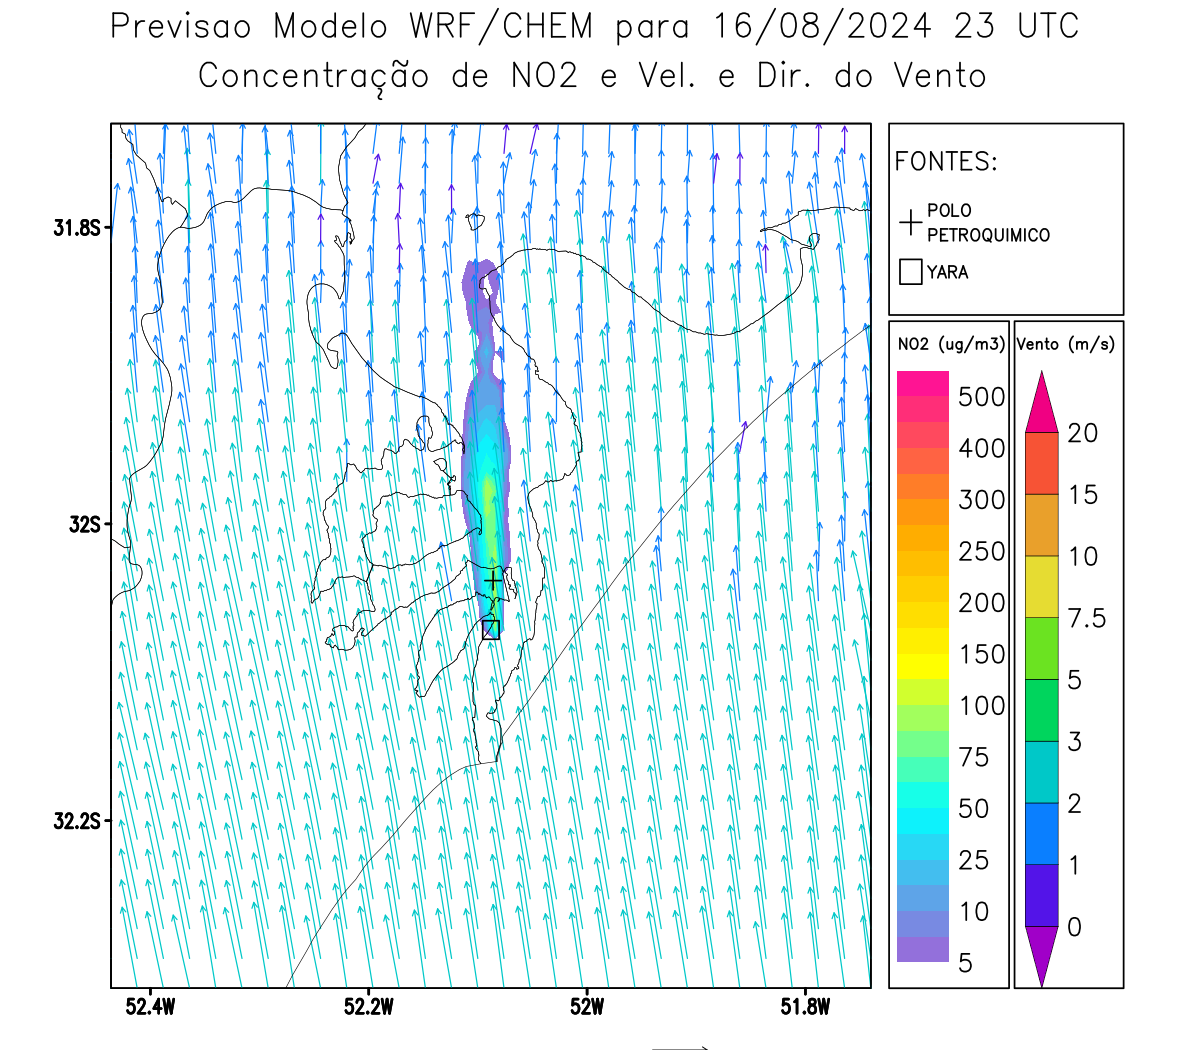 Previsao Modelo WRF/CHEM para 16/08/2024 23 UTC
Concentração de NO2 e Vel. e Dir. do Vento
FONTES:
POLO
PETROQUIMICO
YARA
NO2 (ug/m3)
500
400
300
250
200
150
100
75
50
25
10
5
Vento (m/s)
20
15
10
7.5
5
3
2
1
0
31.8S
32S
32.2S
52.4W
52.2W
52W
51.8W